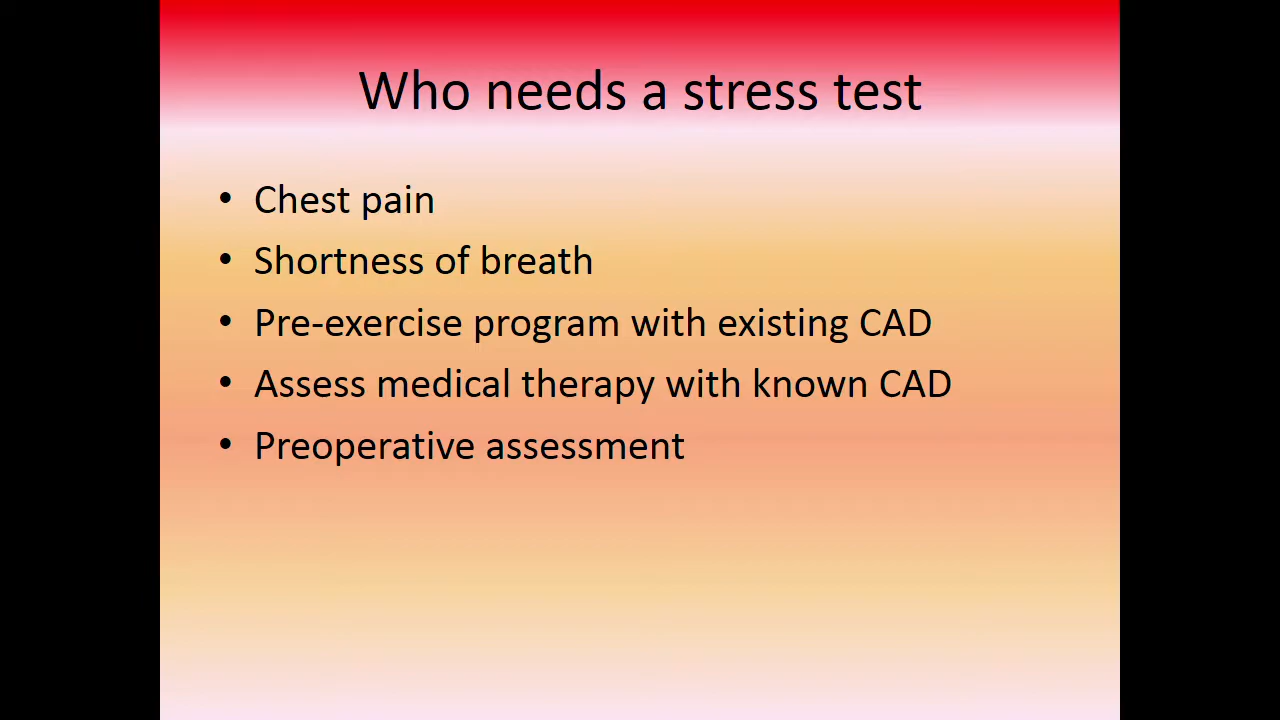 Who needs a stress test
• Chest pain
• Shortness of breath
• Pre-exercise program with existing CAD
• Assess medical therapy with known CAD
• Preoperative assessment